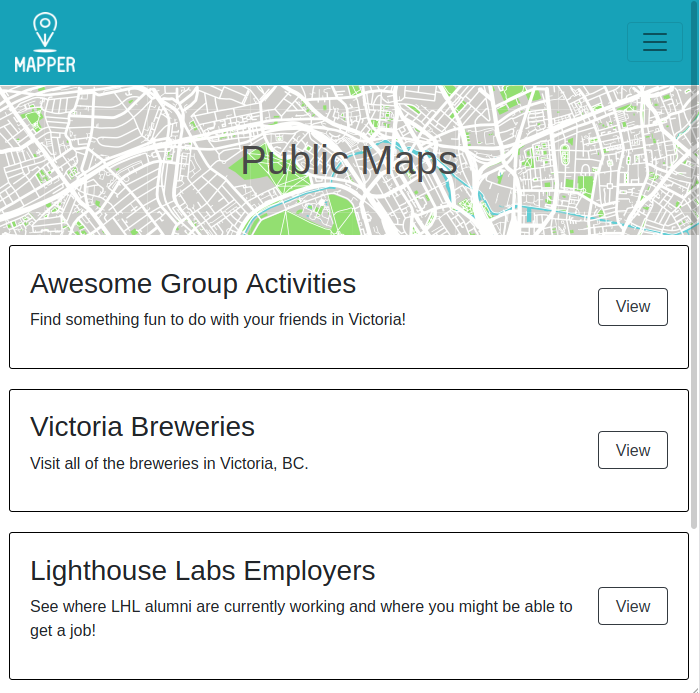 MAPPER
Public Maps
Awesome Group Activities
Find something fun to do with your friends in Victoria!
View
Victoria Breweries
Visit all of the breweries in Victoria, BC.
View
Lighthouse Labs Employers
See where LHL alumni are currently working and where you might be able to
get a job!
View